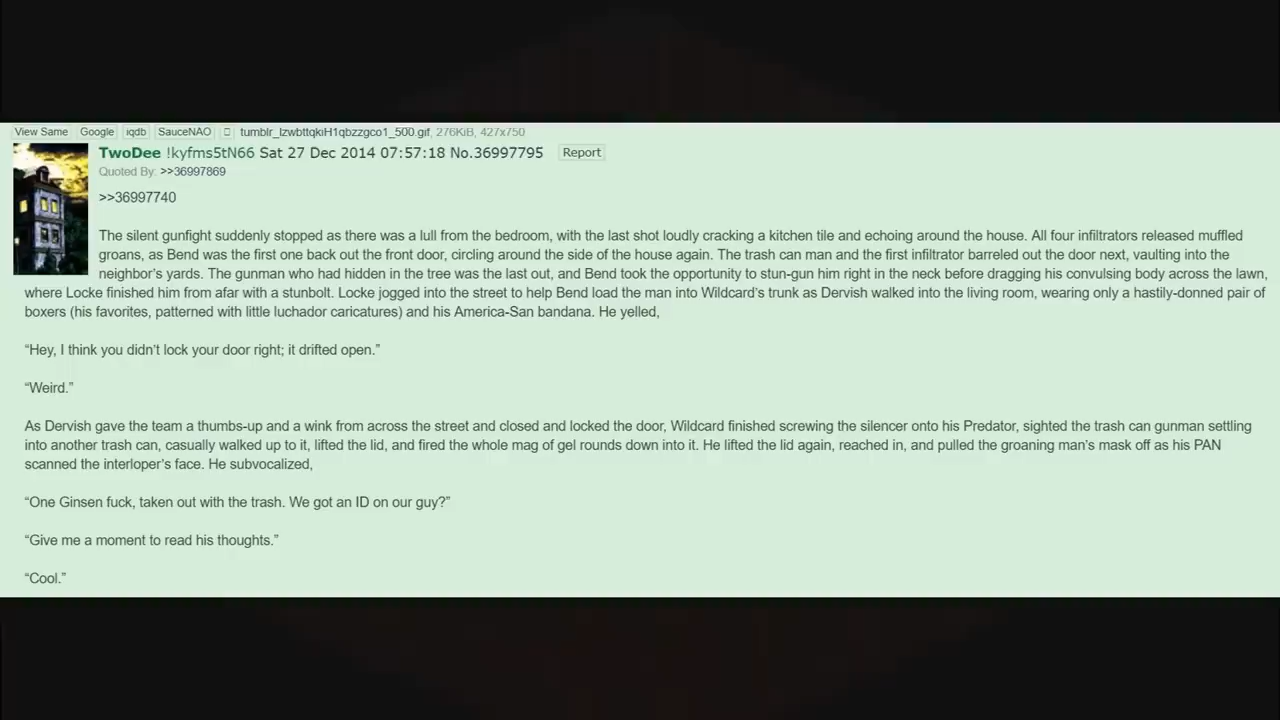 View Same Google iqdb SauceNAO tumblr_lzwbttqkiH1qbzzgco1_500.gif, 276KiB, 427x750
TwoDee !kyfms5tN66 Sat 27 Dec 2014 07:57:18 No.36997795 Report
Quoted By: >>36997869
>>36997740
The silent gunfight suddenly stopped as there was a lull from the bedroom, with the last shot loudly cracking a kitchen tile and echoing around the house. All four infiltrators released muffled
groans, as Bend was the first one back out the front door, circling around the side of the house again. The trash can man and the first infiltrator barreled out the door next, vaulting into the
neighbor's yards. The gunman who had hidden in the tree was the last out, and Bend took the opportunity to stun-gun him right in the neck before dragging his convulsing body across the lawn,
where Locke finished him from afar with a stunbolt. Locke jogged into the street to help Bend load the man into Wildcard's trunk as Dervish walked into the living room, wearing only a hastily-donned pair of
boxers (his favorites, patterned with little luchador caricatures) and his America-San bandana. He yelled,
“Hey, I think you didn't lock your door right; it drifted open.”
“Weird.”
As Dervish gave the team a thumbs-up and a wink from across the street and closed and locked the door, Wildcard finished screwing the silencer onto his Predator, sighted the trash can gunman settling
into another trash can, casually walked up to it, lifted the lid, and fired the whole mag of gel rounds down into it. He lifted the lid again, reached in, and pulled the groaning man's mask off as his PAN
scanned the interloper's face. He subvocalized,
“One Ginsen fuck, taken out with the trash. We got an ID on our guy?”
“Give me a moment to read his thoughts.”
“Cool.”